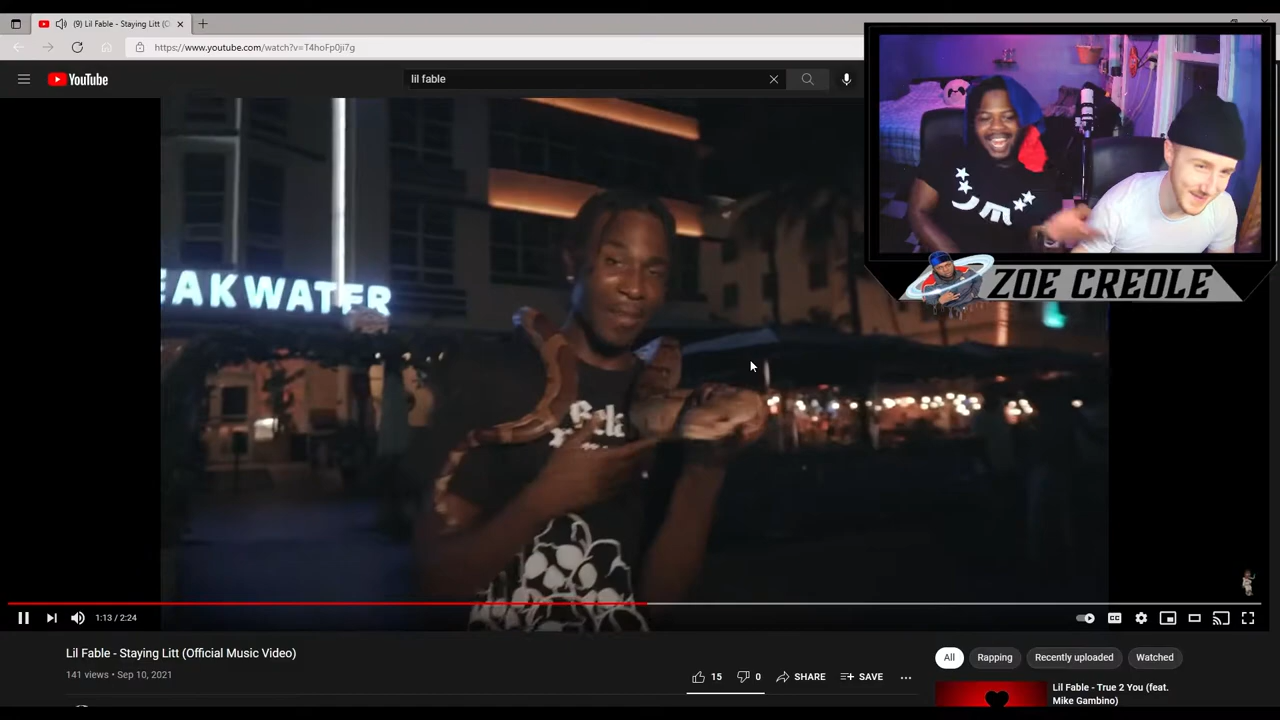 (9) Lil Fable - Staying Litt (O
https://www.youtube.com/watch?v=T4hoFp0ji7g
YouTube
lil fable
ZOE CREOLE
EAKWATER
1:13 / 2:24
Lil Fable - Staying Litt (Official Music Video)
141 views • Sep 10, 2021
15
0
SHARE
SAVE
All
Rapping
Recently uploaded
Watched
Lil Fable - True 2 You (feat.
Mike Gambino)